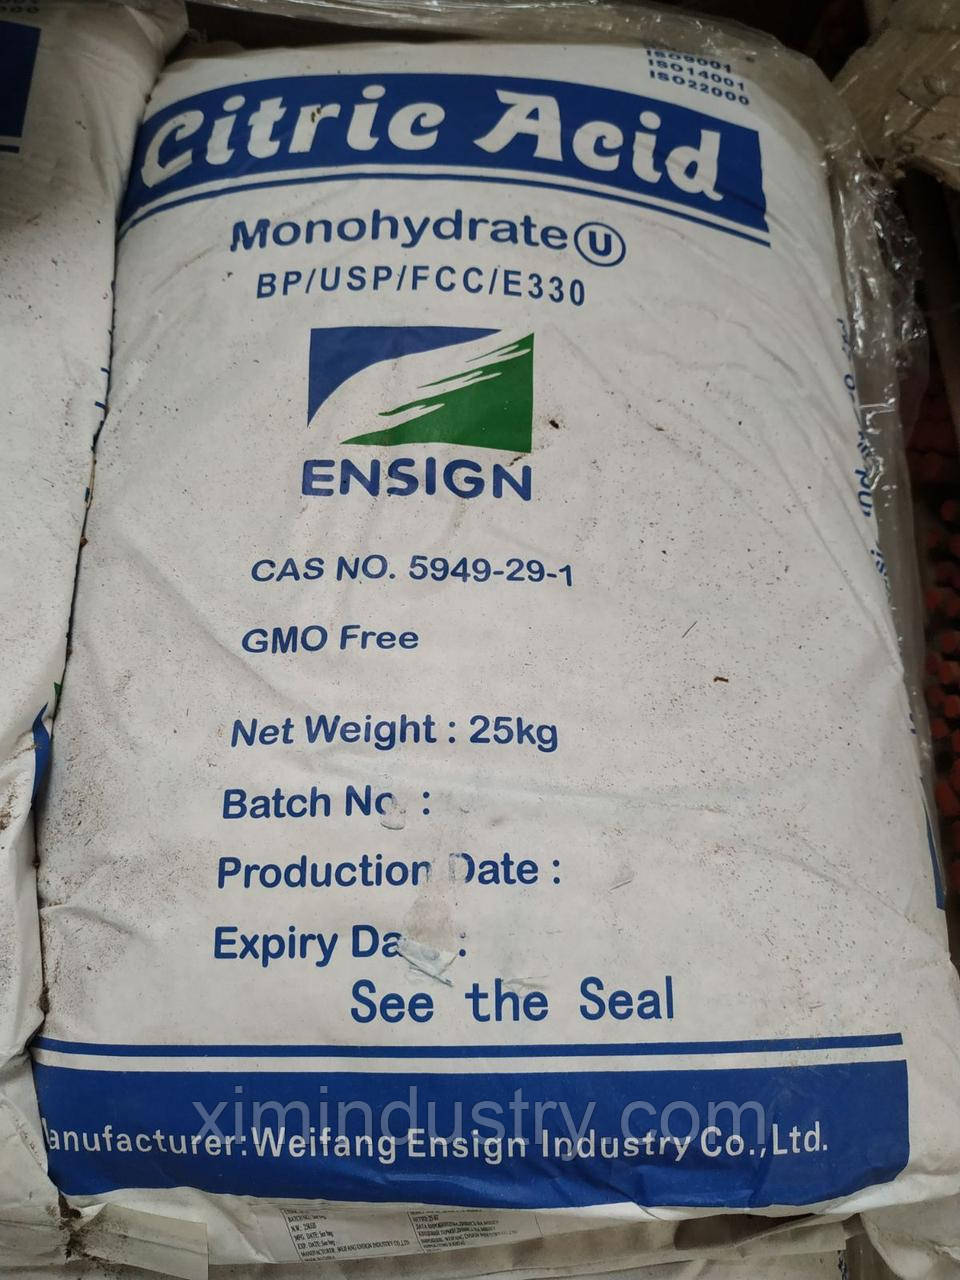 ISO9001
ISO14001
ISO22000
Citric Acid
Monohydrate U
BP/USP/FCC/E330
ENSIGN
CAS NO. 5949-29-1
GMO Free
Net Weight : 25kg
Batch No :
Production Date :
Expiry Da :
See the Seal
ximindustry.com
anufacturer:Weifang Ensign Industry Co.,Ltd.